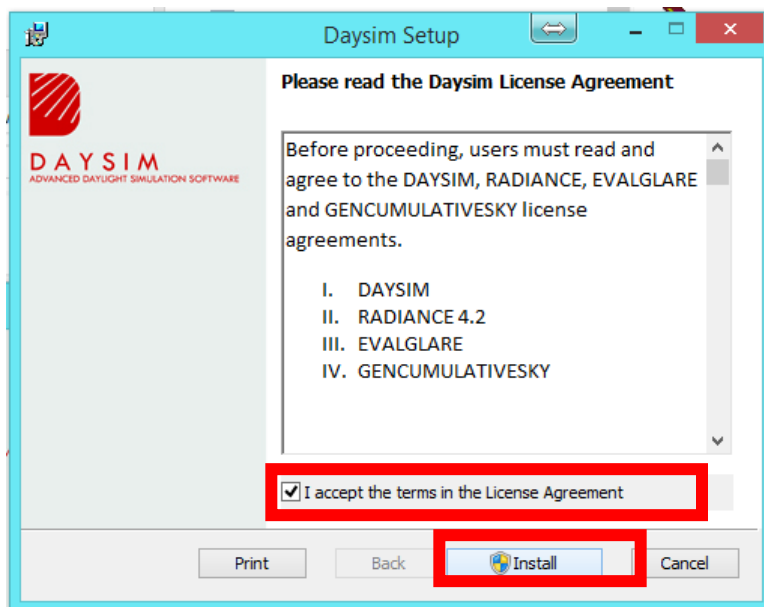 Daysim Setup
Please read the Daysim License Agreement
DAYSIM
ADVANCED DAYLIGHT SIMULATION SOFTWARE
Before proceeding, users must read and
agree to the DAYSIM, RADIANCE, EVALGLARE
and GENCUMULATIVESKY license
agreements.
I. DAYSIM
II. RADIANCE 4.2
III. EVALGLARE
IV. GENCUMULATIVESKY
I accept the terms in the License Agreement
Print Back Install Cancel